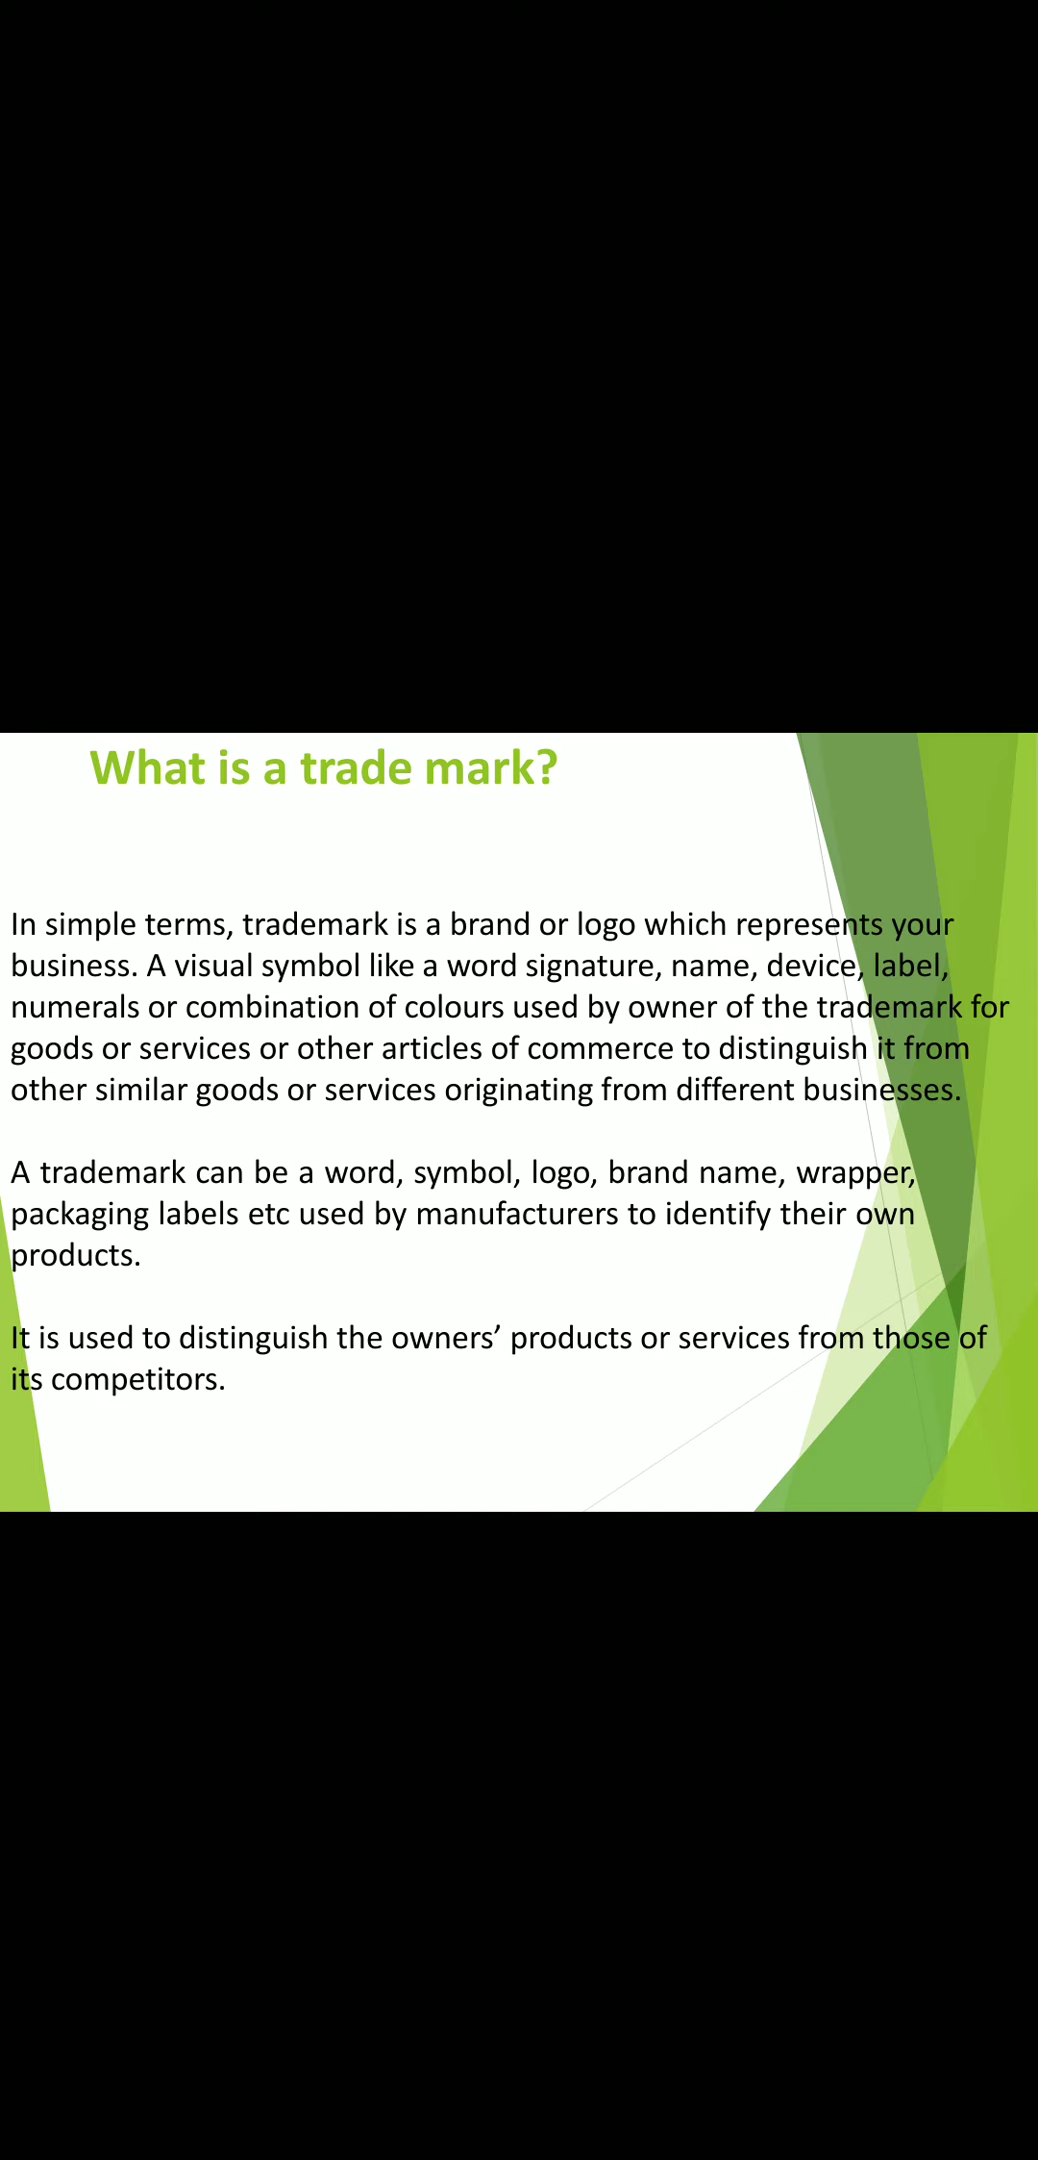 What is a trade mark?
In simple terms, trademark is a brand or logo which represents your
business. A visual symbol like a word signature, name, device, label,
numerals or combination of colours used by owner of the trademark for
goods or services or other articles of commerce to distinguish it from
other similar goods or services originating from different businesses.
A trademark can be a word, symbol, logo, brand name, wrapper,
packaging labels etc used by manufacturers to identify their own
products.
It is used to distinguish the owners’ products or services from those of
its competitors.